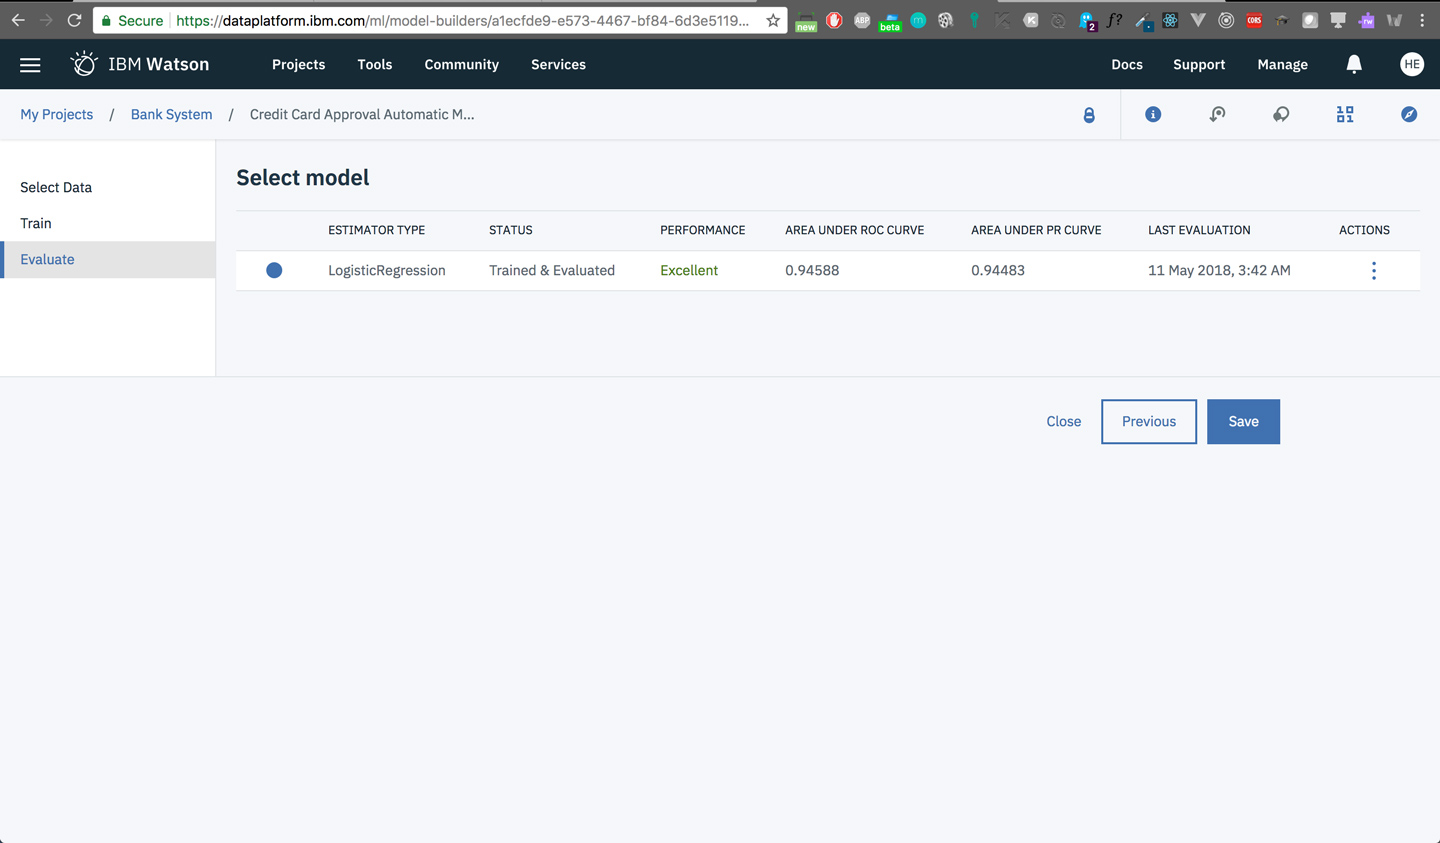 Secure https://dataplatform.ibm.com/ml/model-builders/a1ecfde9-e573-4467-bf84-6d3e5119...
new ABP beta m K 2 f? CORS rw
IBM Watson Projects Tools Community Services Docs Support Manage HE
My Projects / Bank System / Credit Card Approval Automatic M...
Select Data
Train
Evaluate
Select model
ESTIMATOR TYPE STATUS PERFORMANCE AREA UNDER ROC CURVE AREA UNDER PR CURVE LAST EVALUATION ACTIONS
LogisticRegression Trained & Evaluated Excellent 0.94588 0.94483 11 May 2018, 3:42 AM
Close Previous Save